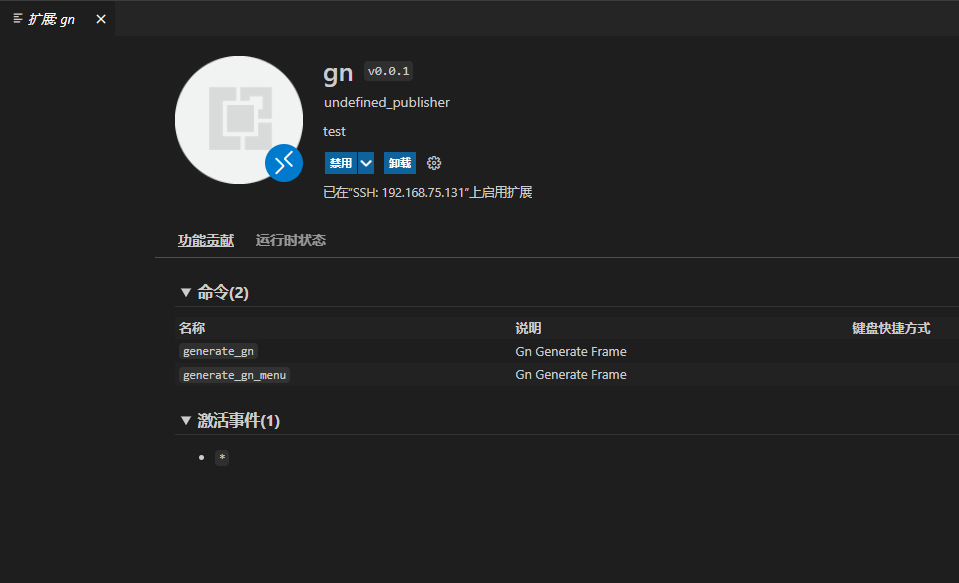 扩展: gn
gn v0.0.1
undefined_publisher
test
禁用 卸载
已在"SSH: 192.168.75.131"上启用扩展
功能贡献 运行时状态
命令(2)
名称 说明 键盘快捷方式
generate_gn Gn Generate Frame
generate_gn_menu Gn Generate Frame
激活事件(1)
*